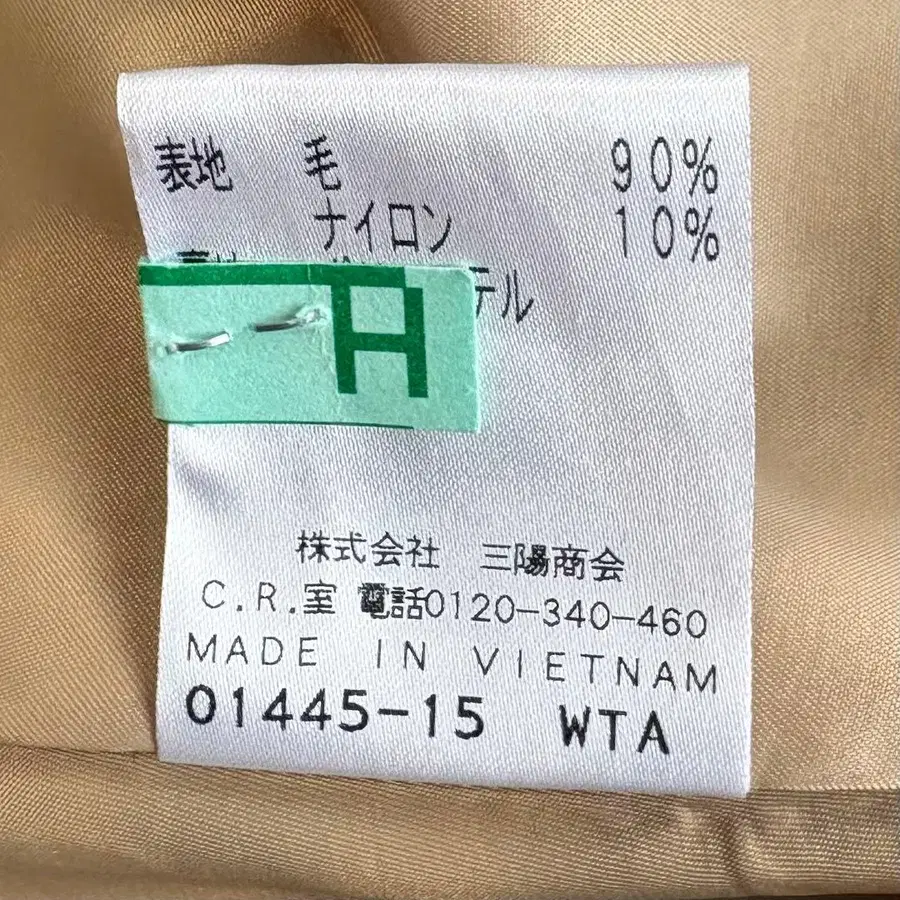 表地 毛 90%
ナイロン 10%
テル
A
株式会社 三陽商会
C.R.室 電話0120-340-460
MADE IN VIETNAM
01445-15 WTA